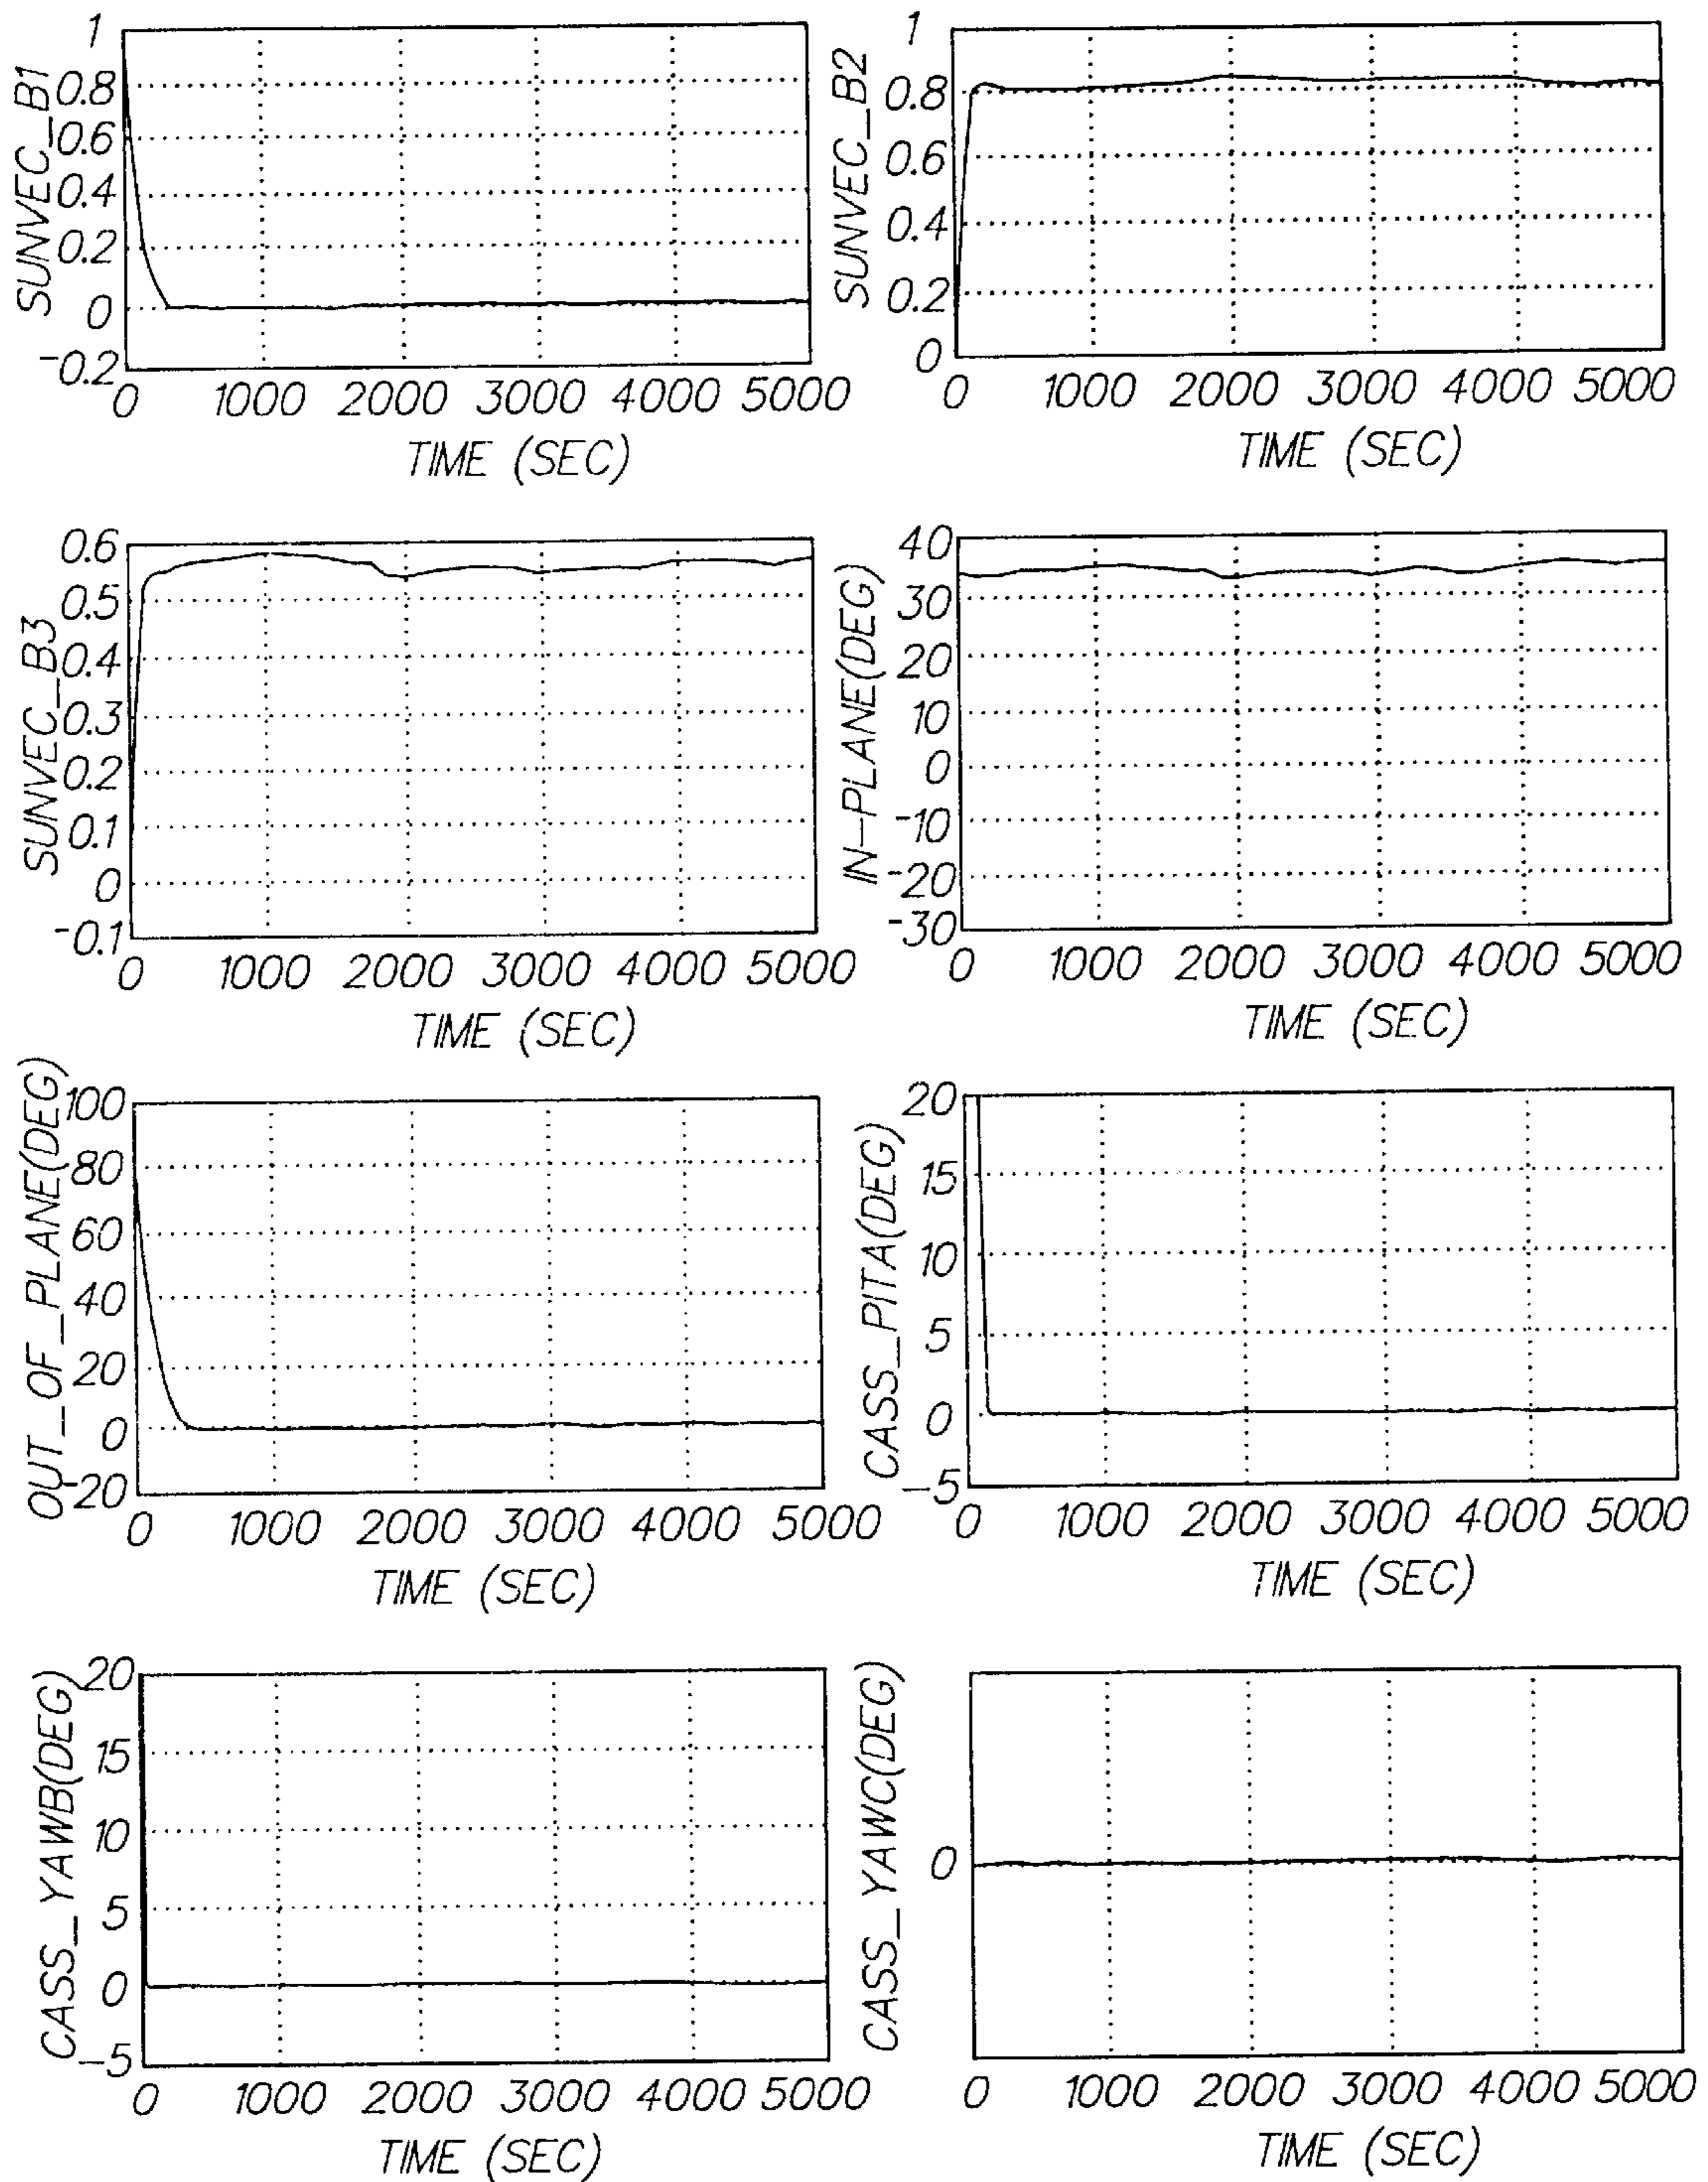 SUNVEC_B1
1
0.8
0.6
0.4
0.2
0
-0.2
0 1000 2000 3000 4000 5000
TIME (SEC)
SUNVEC_B2
1
0.8
0.6
0.4
0.2
0
0 1000 2000 3000 4000 5000
TIME (SEC)
SUNVEC_B3
0.6
0.5
0.4
0.3
0.2
0.1
0
-0.1
0 1000 2000 3000 4000 5000
TIME (SEC)
IN-PLANE(DEG)
40
30
20
10
0
-10
-20
-30
0 1000 2000 3000 4000 5000
TIME (SEC)
OUT_OF_PLANE(DEG)
100
80
60
40
20
0
-20
0 1000 2000 3000 4000 5000
TIME (SEC)
CASS_PITA(DEG)
20
15
10
5
0
-5
0 1000 2000 3000 4000 5000
TIME (SEC)
CASS_YAWB(DEG)
20
15
10
5
0
-5
0 1000 2000 3000 4000 5000
TIME (SEC)
CASS_YAWC(DEG)
0
0 1000 2000 3000 4000 5000
TIME (SEC)